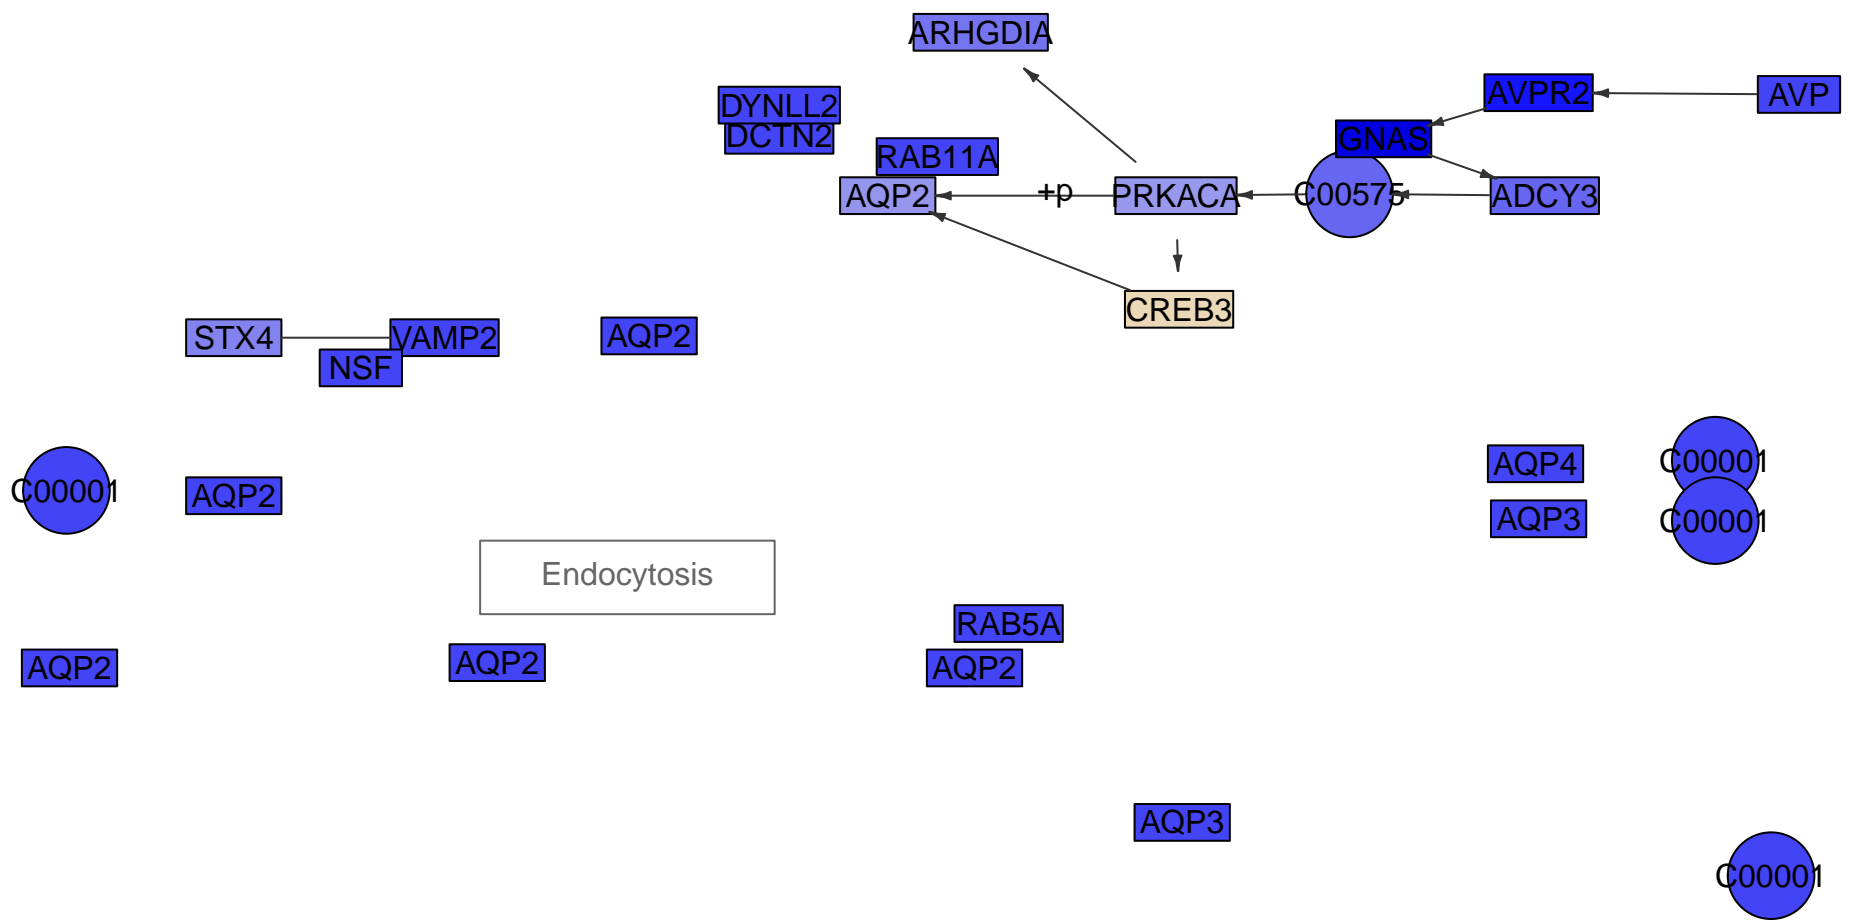 ARHGDIA
DYNLL2
AVPR2
AVP
DCTN2
GNAS
RAB11A
AQP2
+p
PRKACA
C00575
ADCY3
CREB3
STX4
VAMP2
AQP2
NSF
C00001
AQP4
C00001
AQP2
AQP3
C00001
Endocytosis
RAB5A
AQP2
AQP2
AQP2
AQP3
C00001